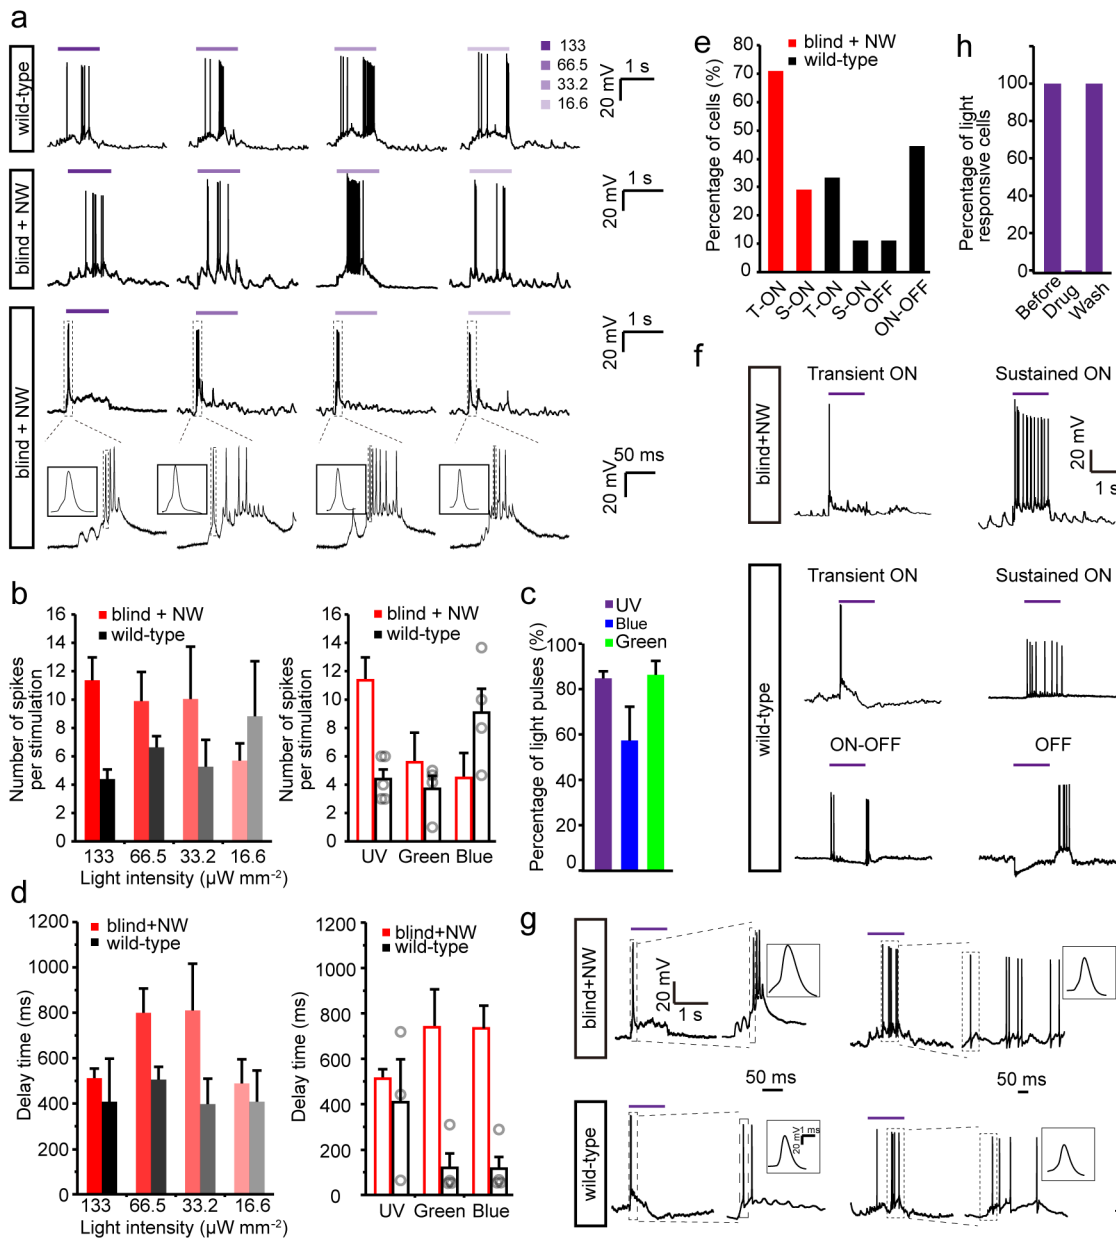 a
wild-type
133
66.5
33.2
16.6
20 mV
1 s
blind + NW
20 mV
1 s
blind + NW
20 mV
1 s
20 mV
50 ms
b
Number of spikes
per stimulation
16
14
12
10
8
6
4
2
0
blind + NW
wild-type
133
66.5
33.2
16.6
Light intensity (µW mm⁻²)
Number of spikes
per stimulation
16
14
12
10
8
6
4
2
0
blind + NW
wild-type
UV
Green
Blue
c
UV
Blue
Green
Percentage of light pulses (%)
100
80
60
40
20
0
d
Delay time (ms)
1200
1000
800
600
400
200
0
blind+NW
wild-type
133
66.5
33.2
16.6
Light intensity (µW mm⁻²)
Delay time (ms)
1200
1000
800
600
400
200
0
blind+NW
wild-type
UV
Green
Blue
e
blind + NW
wild-type
Percentage of cells (%)
80
70
60
50
40
30
20
10
0
T-ON
S-ON
T-ON
S-ON
OFF
ON-OFF
h
Percentage of light
responsive cells
100
80
60
40
20
0
Before
Drug
Wash
f
blind+NW
Transient ON
Sustained ON
20 mV
1 s
wild-type
Transient ON
Sustained ON
ON-OFF
OFF
g
blind+NW
20 mV
1 s
50 ms
50 ms
wild-type
20 mV
1 ms